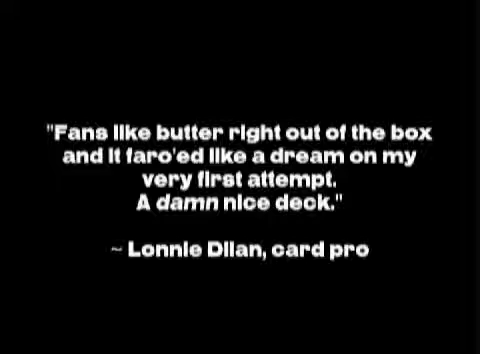 "Fans like butter right out of the box
and it faro'ed like a dream on my
very first attempt.
A damn nice deck."
~ Lonnie Dilan, card pro